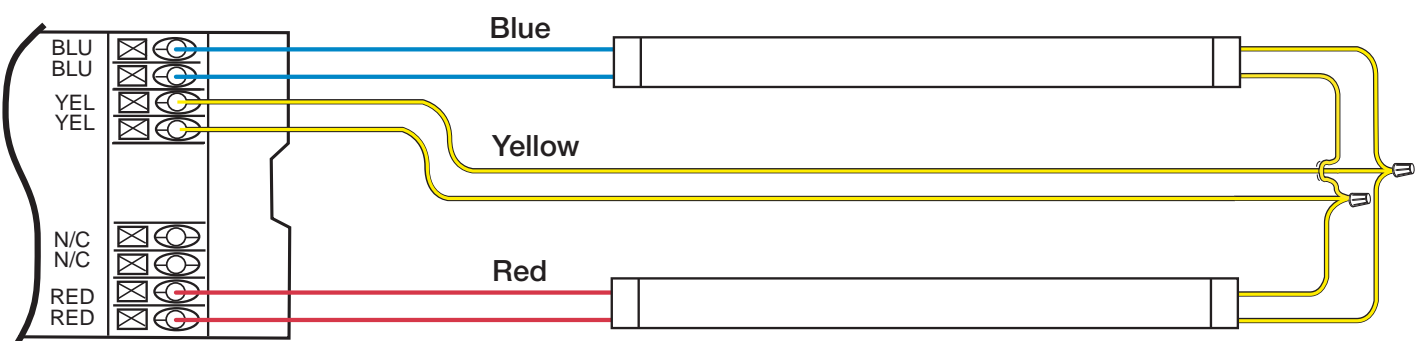 Blue
BLU
BLU
YEL
YEL
Yellow
N/C
N/C
Red
RED
RED